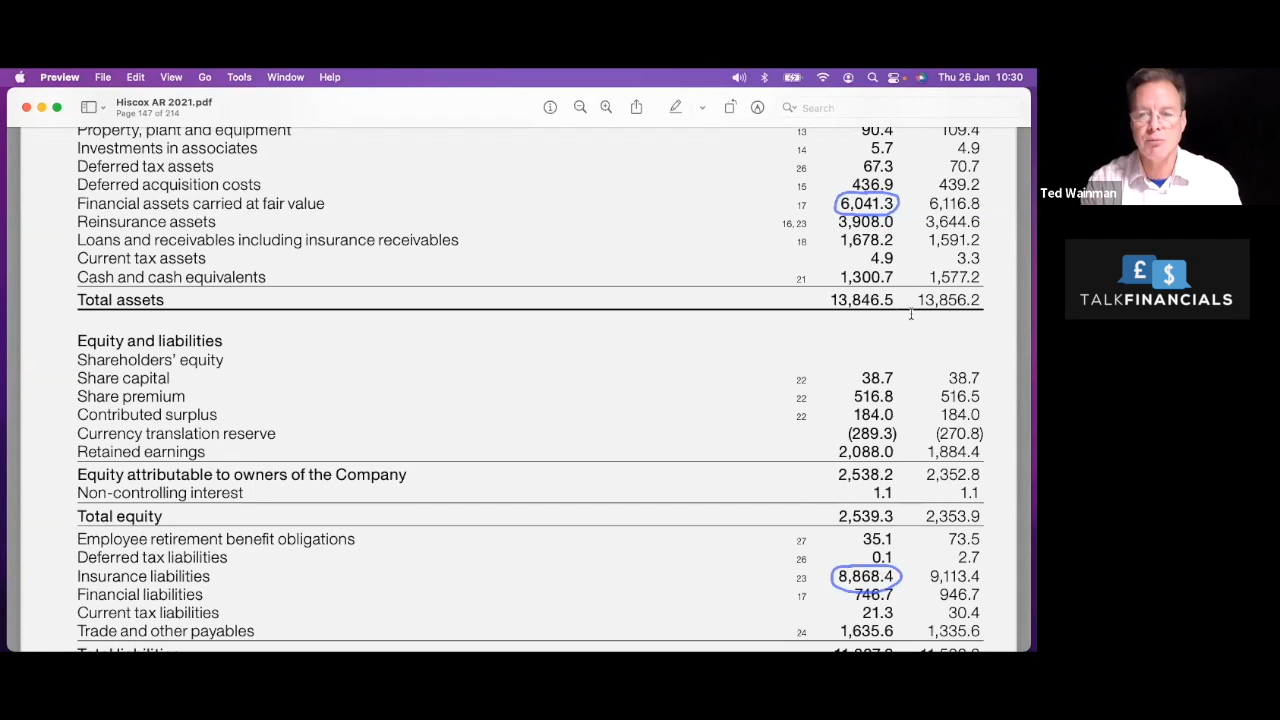 Preview File Edit View Go Tools Window Help Thu 26 Jan 10:30
Hiscox AR 2021.pdf
Page 147 of 214
Search
Property, plant and equipment 13 90.4 109.4
Investments in associates 14 5.7 4.9
Deferred tax assets 26 67.3 70.7
Deferred acquisition costs 15 436.9 439.2
Financial assets carried at fair value 17 6,041.3 6,116.8
Reinsurance assets 16, 23 3,908.0 3,644.6
Loans and receivables including insurance receivables 18 1,678.2 1,591.2
Current tax assets 4.9 3.3
Cash and cash equivalents 21 1,300.7 1,577.2
Total assets 13,846.5 13,856.2
Equity and liabilities
Shareholders' equity
Share capital 22 38.7 38.7
Share premium 22 516.8 516.5
Contributed surplus 22 184.0 184.0
Currency translation reserve (289.3) (270.8)
Retained earnings 2,088.0 1,884.4
Equity attributable to owners of the Company 2,538.2 2,352.8
Non-controlling interest 1.1 1.1
Total equity 2,539.3 2,353.9
Employee retirement benefit obligations 27 35.1 73.5
Deferred tax liabilities 26 0.1 2.7
Insurance liabilities 23 8,868.4 9,113.4
Financial liabilities 17 746.7 946.7
Current tax liabilities 21.3 30.4
Trade and other payables 24 1,635.6 1,335.6
Ted Wainman
£ $
TALKFINANCIALS